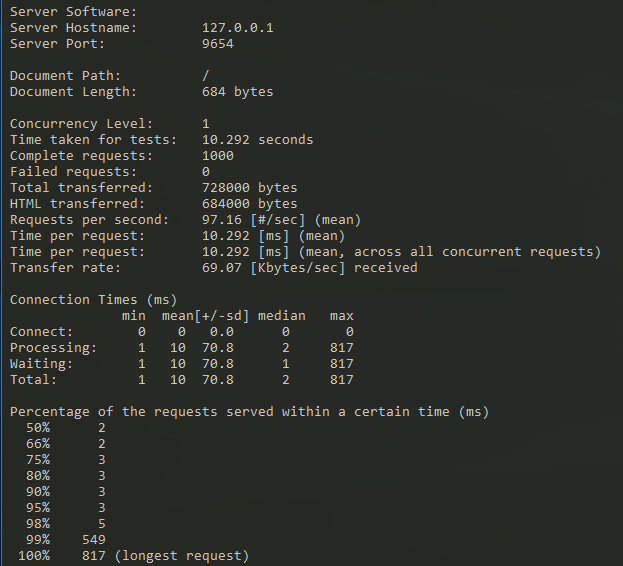 Server Software:
Server Hostname:        127.0.0.1
Server Port:            9654

Document Path:          /
Document Length:        684 bytes

Concurrency Level:      1
Time taken for tests:   10.292 seconds
Complete requests:      1000
Failed requests:        0
Total transferred:      728000 bytes
HTML transferred:       684000 bytes
Requests per second:    97.16 [#/sec] (mean)
Time per request:       10.292 [ms] (mean)
Time per request:       10.292 [ms] (mean, across all concurrent requests)
Transfer rate:          69.07 [Kbytes/sec] received

Connection Times (ms)
              min  mean[+/-sd] median   max
Connect:        0    0   0.0      0       0
Processing:     1   10  70.8      2     817
Waiting:        1   10  70.8      1     817
Total:          1   10  70.8      2     817

Percentage of the requests served within a certain time (ms)
  50%      2
  66%      2
  75%      3
  80%      3
  90%      3
  95%      3
  98%      5
  99%    549
 100%    817 (longest request)